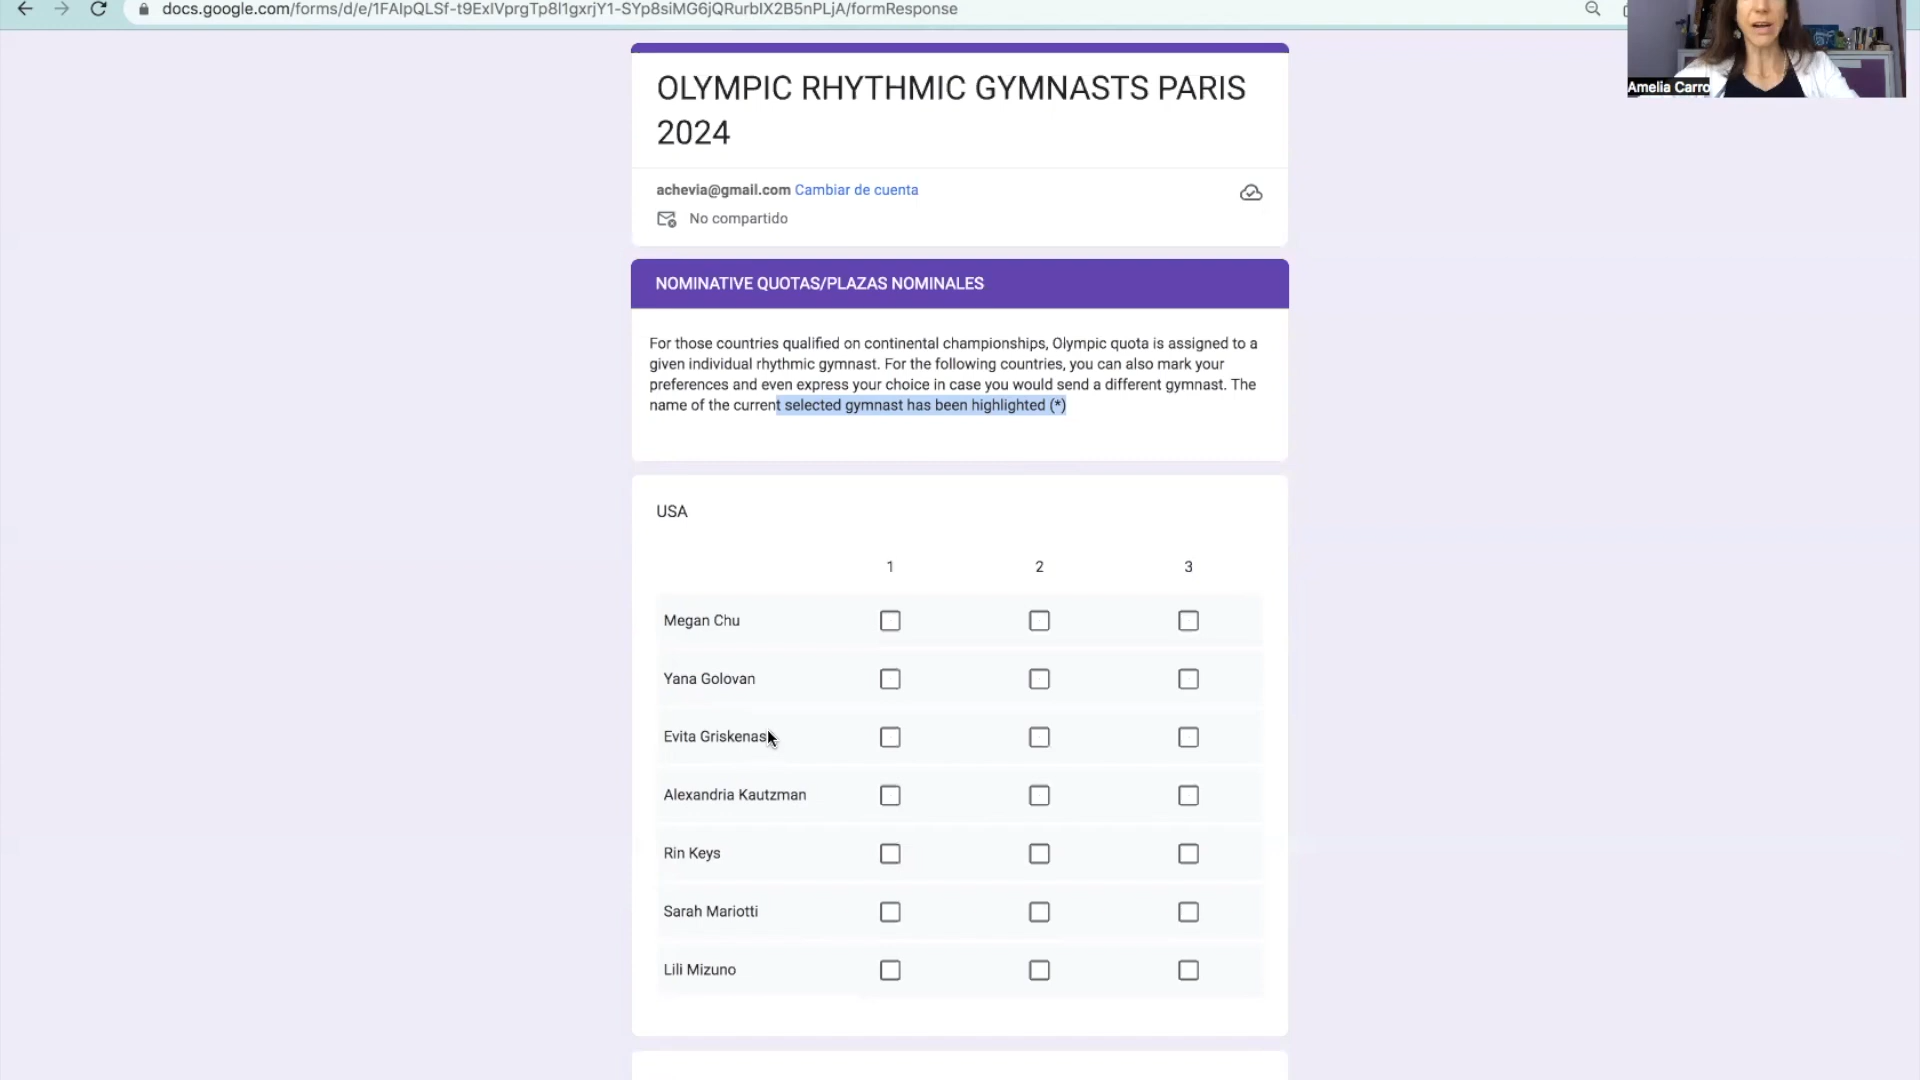 docs.google.com/forms/d/e/1FAIpQLSf-t9ExIVprgTp8l1gxrjY1-SYp8siMG6jQRurbIX2B5nPLjA/formResponse
Amelia Carro
OLYMPIC RHYTHMIC GYMNASTS PARIS
2024
achevia@gmail.com Cambiar de cuenta
No compartido
NOMINATIVE QUOTAS/PLAZAS NOMINALES
For those countries qualified on continental championships, Olympic quota is assigned to a
given individual rhythmic gymnast. For the following countries, you can also mark your
preferences and even express your choice in case you would send a different gymnast. The
name of the current selected gymnast has been highlighted (*)
USA
1 2 3
Megan Chu
Yana Golovan
Evita Griskenas
Alexandria Kautzman
Rin Keys
Sarah Mariotti
Lili Mizuno